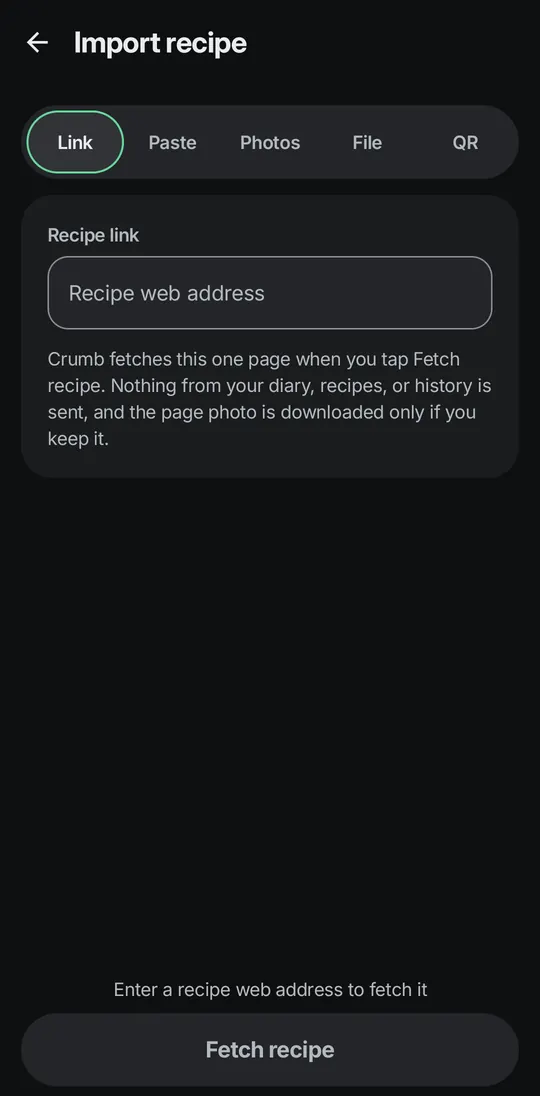 Import recipe
Link Paste Photos File QR
Recipe link
Recipe web address
Crumb fetches this one page when you tap Fetch
recipe. Nothing from your diary, recipes, or history is
sent, and the page photo is downloaded only if you
keep it.
Enter a recipe web address to fetch it
Fetch recipe